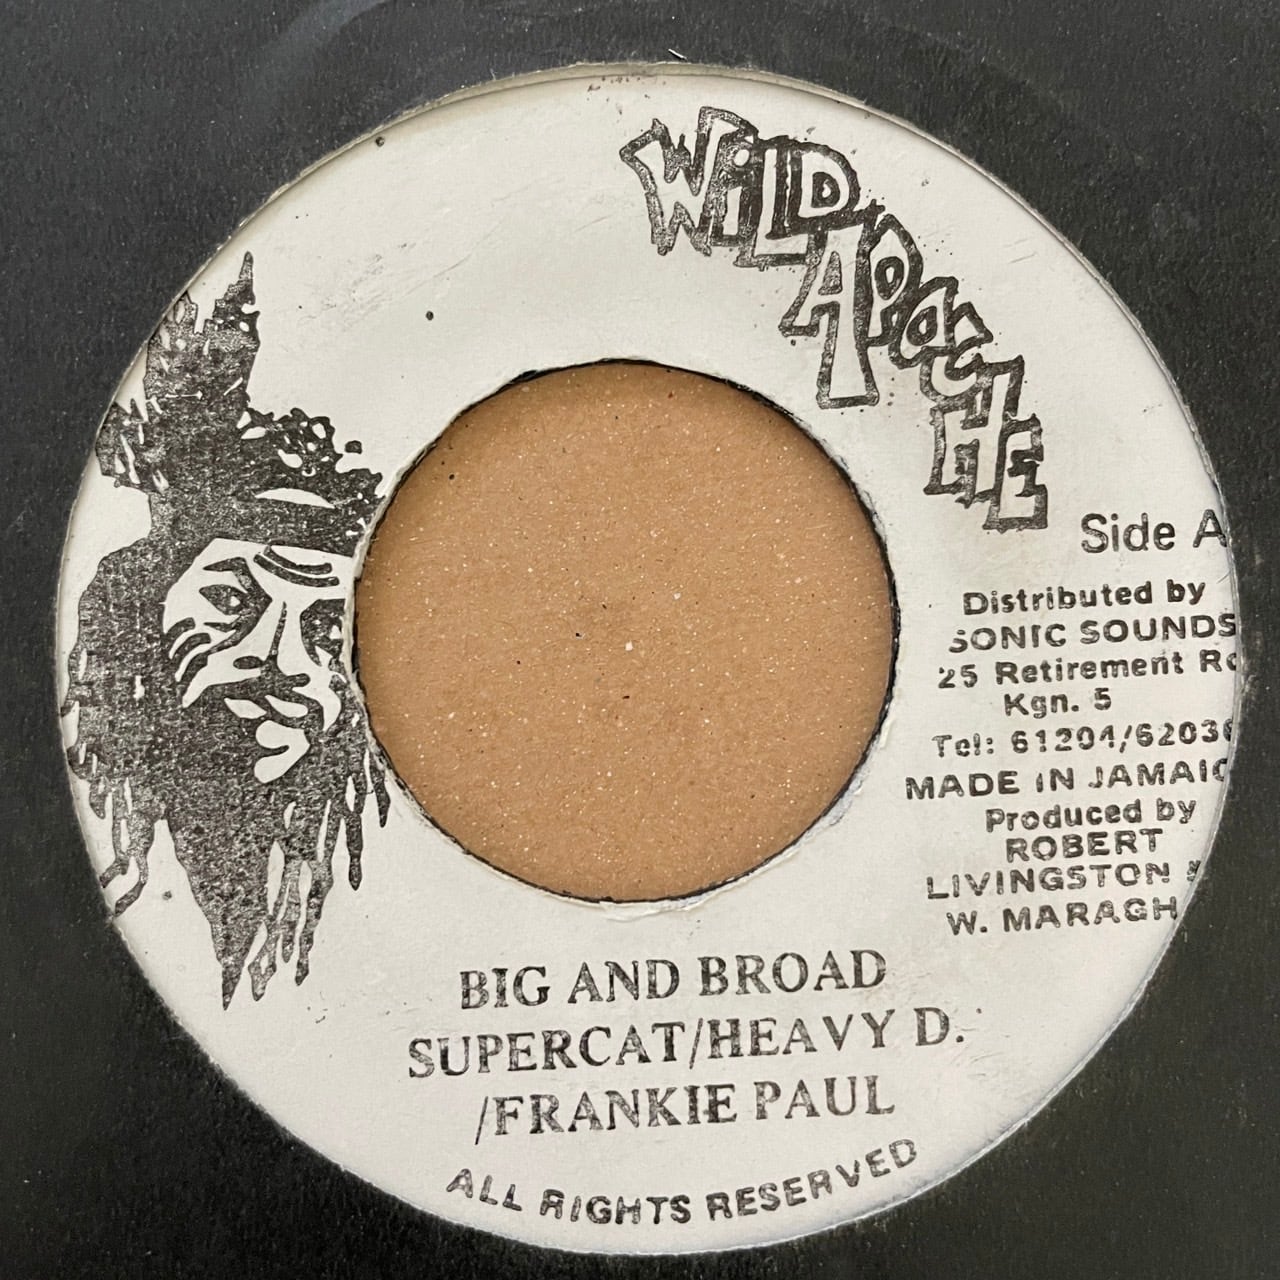 WiLD
APACHE
Side A
Distributed by
SONIC SOUNDS
25 Retirement
Kgn. 5
Tel: 61204/6203
MADE IN JAMAIC
Produced by
ROBERT
LIVINGSTON
W. MARAGH
BIG AND BROAD
SUPERCAT/HEAVY D.
/FRANKIE PAUL
ALL RIGHTS RESERVED